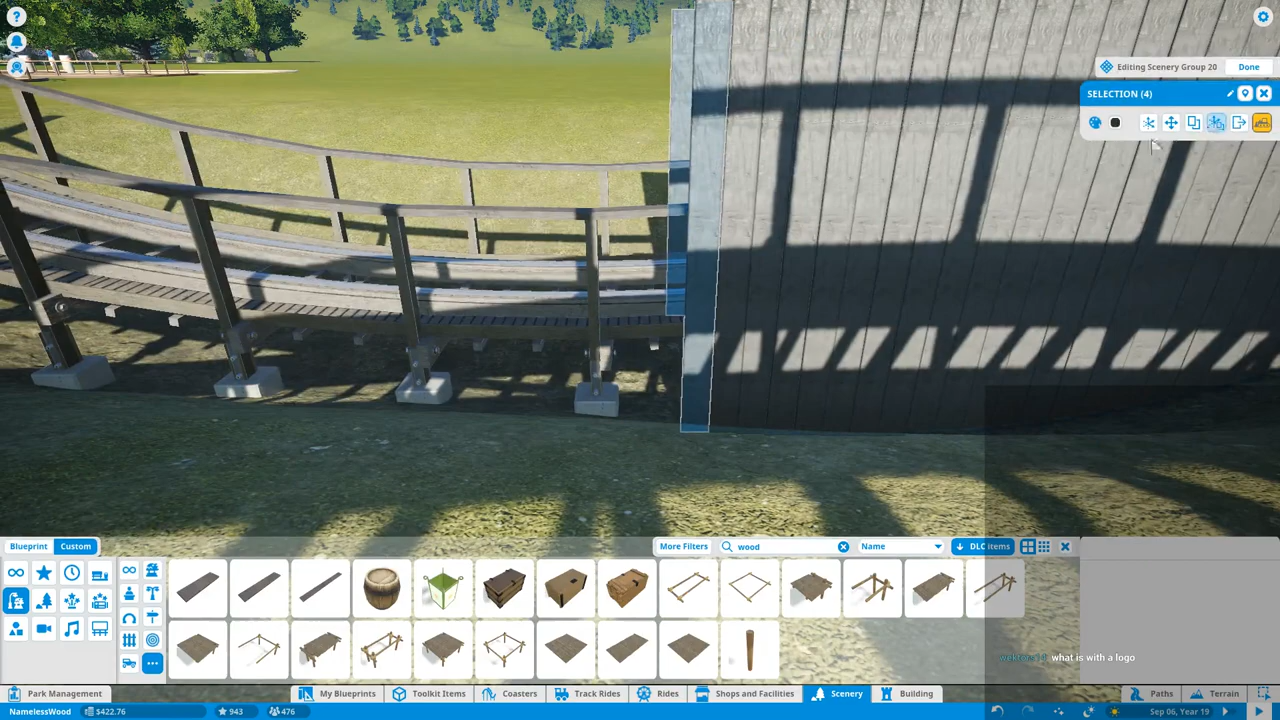 Editing Scenery Group 20 Done
SELECTION (4)
Blueprint Custom
More Filters wood Name DLC items
what is with a logo
Park Management My Blueprints Toolkit Items Coasters Track Rides Rides Shops and Facilities Scenery Building Paths Terrain
NamelessWood $422.76 943 476 Sep 06, Year 19